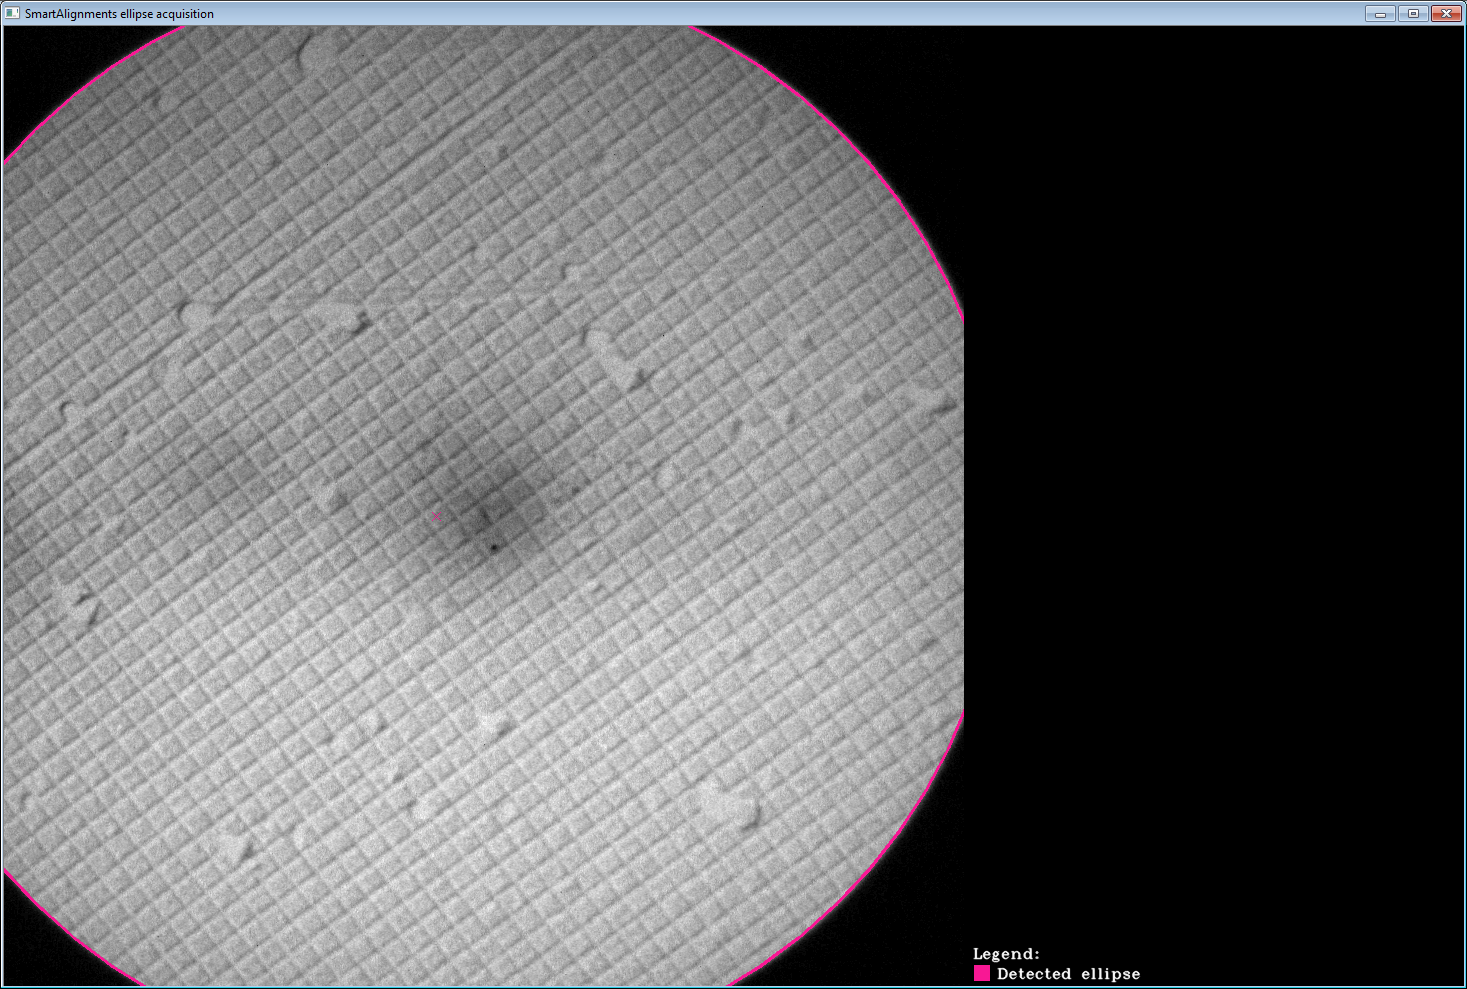 SmartAlignments ellipse acquisition
Legend:
Detected ellipse